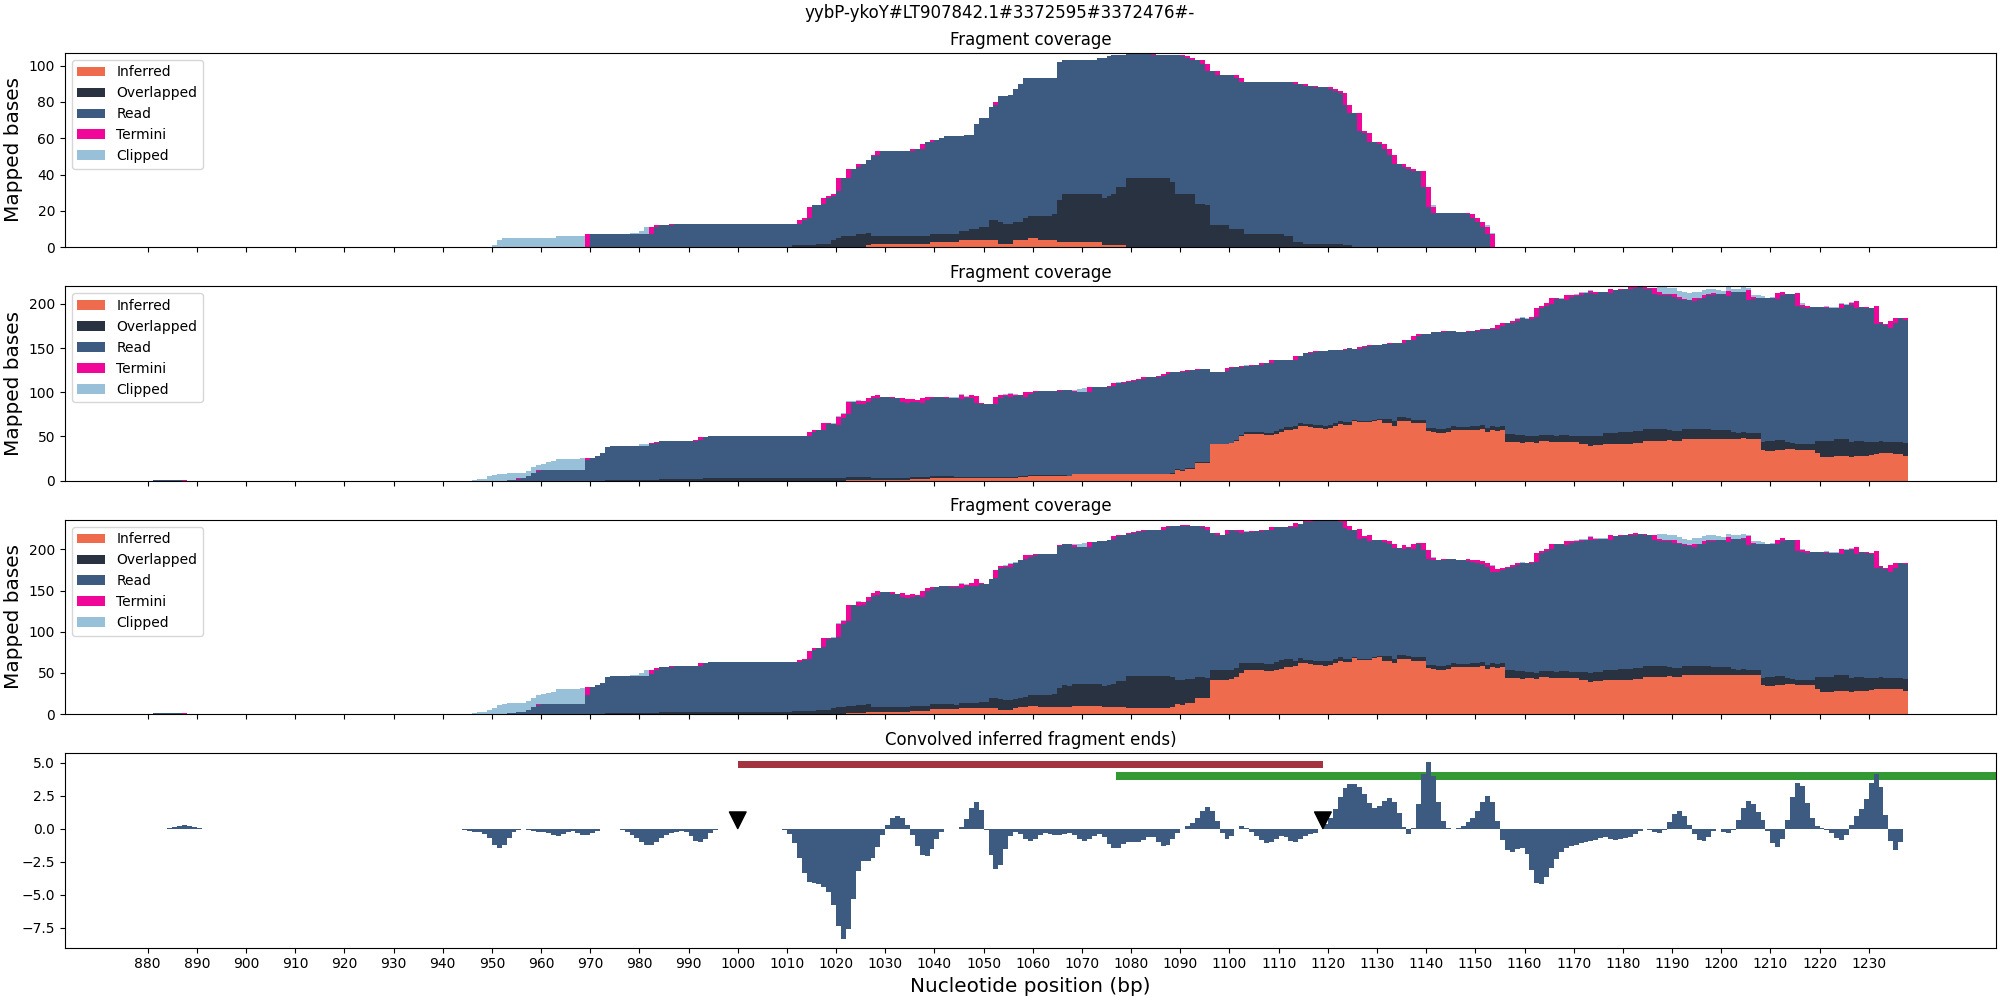 yybP-ykoY#LT907842.1#3372595#3372476#-
Fragment coverage
Mapped bases
100
80
60
40
20
0
Inferred
Overlapped
Read
Termini
Clipped
Fragment coverage
Mapped bases
200
150
100
50
0
Inferred
Overlapped
Read
Termini
Clipped
Fragment coverage
Mapped bases
200
150
100
50
0
Inferred
Overlapped
Read
Termini
Clipped
Convolved inferred fragment ends)
5.0
2.5
0.0
−2.5
−5.0
−7.5
880 890 900 910 920 930 940 950 960 970 980 990 1000 1010 1020 1030 1040 1050 1060 1070 1080 1090 1100 1110 1120 1130 1140 1150 1160 1170 1180 1190 1200 1210 1220 1230
Nucleotide position (bp)